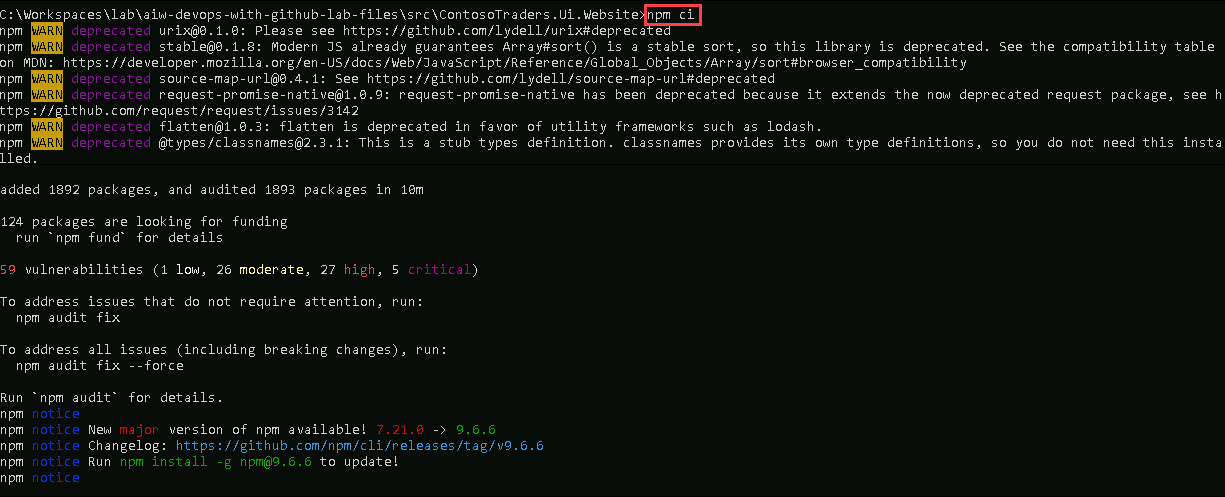 C:\Workspaces\lab\aiw-devops-with-github-lab-files\src\ContosoTraders.Ui.Website>npm ci
npm WARN deprecated urix@0.1.0: Please see https://github.com/lydell/urix#deprecated
npm WARN deprecated stable@0.1.8: Modern JS already guarantees Array#sort() is a stable sort, so this library is deprecated. See the compatibility table
on MDN: https://developer.mozilla.org/en-US/docs/Web/JavaScript/Reference/Global_Objects/Array/sort#browser_compatibility
npm WARN deprecated source-map-url@0.4.1: See https://github.com/lydell/source-map-url#deprecated
npm WARN deprecated request-promise-native@1.0.9: request-promise-native has been deprecated because it extends the now deprecated request package, see h
ttps://github.com/request/request/issues/3142
npm WARN deprecated flatten@1.0.3: flatten is deprecated in favor of utility frameworks such as lodash.
npm WARN deprecated @types/classnames@2.3.1: This is a stub types definition. classnames provides its own type definitions, so you do not need this insta
lled.
added 1892 packages, and audited 1893 packages in 10m
124 packages are looking for funding
  run `npm fund` for details
59 vulnerabilities (1 low, 26 moderate, 27 high, 5 critical)
To address issues that do not require attention, run:
  npm audit fix
To address all issues (including breaking changes), run:
  npm audit fix --force
Run `npm audit` for details.
npm notice
npm notice New major version of npm available! 7.21.0 -> 9.6.6
npm notice Changelog: https://github.com/npm/cli/releases/tag/v9.6.6
npm notice Run npm install -g npm@9.6.6 to update!
npm notice